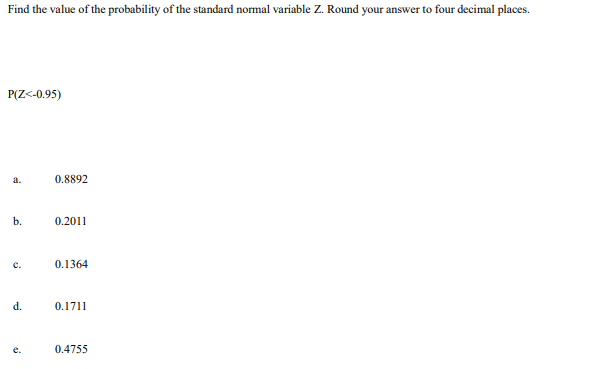 Find the value of the probability of the standard normal variable Z. Round your answer to four decimal places.
P(Z<-0.95)
a. 0.8892
b. 0.2011
c. 0.1364
d. 0.1711
e. 0.4755